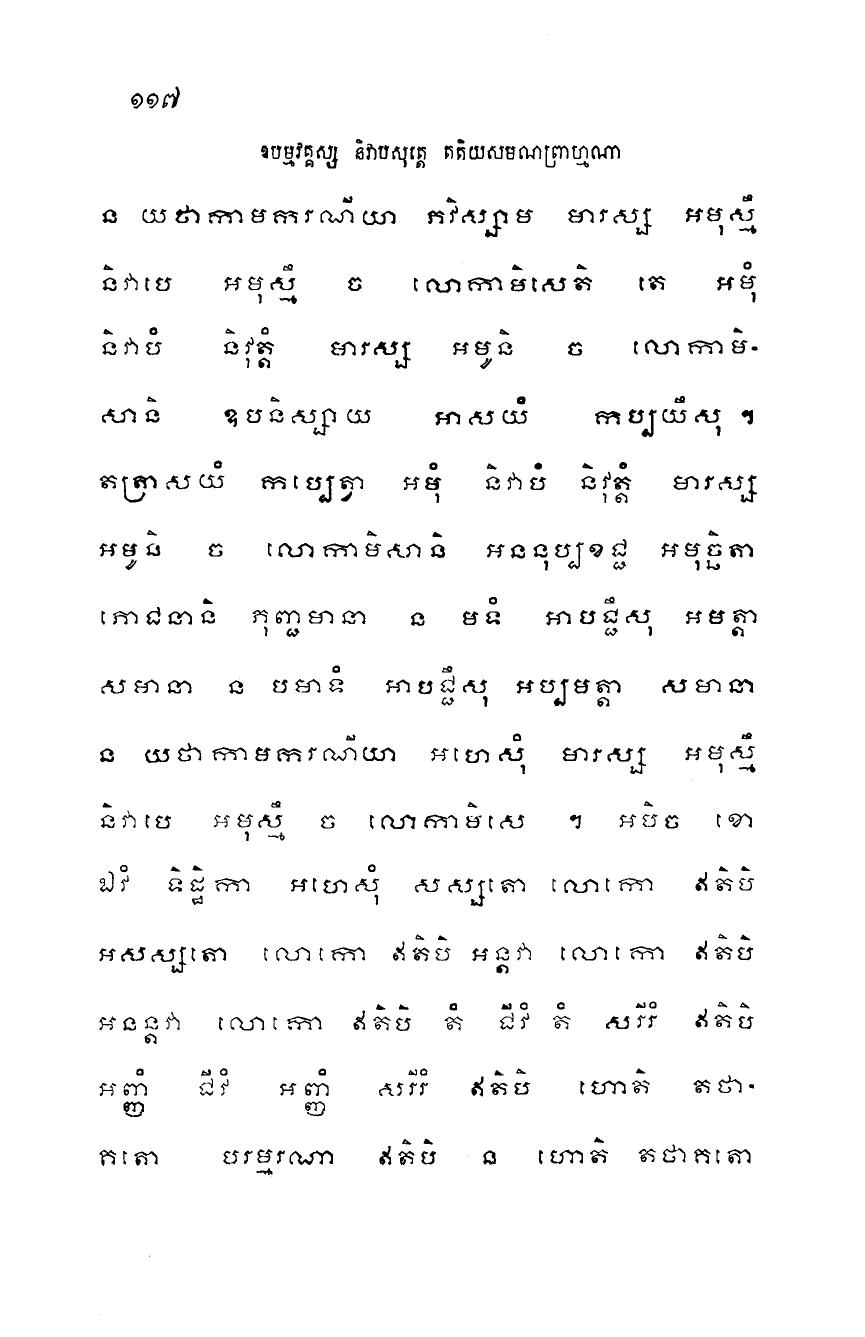 ១១៧
ឱបម្មវគ្គស្ស និវាបសុត្តេ តតិយសមណព្រាហ្មណា
ន យថាកាមករណីយា ភវិស្សាម មារស្ស អមុស្មឹ
និវាបេ អមុស្មឹ ច លោកាមិសេតិ តេ អមុំ
និវាបំ និវុត្តំ មារស្ស អមូនិ ច លោកាមិ-
សានិ ឧបនិស្សាយ អាសយំ កប្បយឹសុ ។
តត្រាសយំ កប្បេត្វា អមុំ និវាបំ និវុត្តំ មារស្ស
អមូនិ ច លោកាមិសានិ អននុប្បខជ្ជ អមុច្ឆិតា
ភោជនានិ ភុញ្ជមានា ន មទំ អាបជ្ជឹសុ អមត្តា
សមានា ន បមាទំ អាបជ្ជឹសុ អប្បមត្តា សមានា
ន យថាកាមករណីយា អហេសុំ មារស្ស អមុស្មឹ
និវាបេ អមុស្មឹ ច លោកាមិសេ ។ អបិច ខោ
ឯវំ ទិដ្ឋិកា អហេសុំ សស្សតោ លោកោ ឥតិបិ
អសស្សតោ លោកោ ឥតិបិ អន្តវា លោកោ ឥតិបិ
អនន្តវា លោកោ ឥតិបិ តំ ជីវំ តំ សរីរំ ឥតិបិ
អញ្ញំ ជីវំ អញ្ញំ សរីរំ ឥតិបិ ហោតិ តថា-
គតោ បរម្មរណា ឥតិបិ ន ហោតិ តថាគតោ